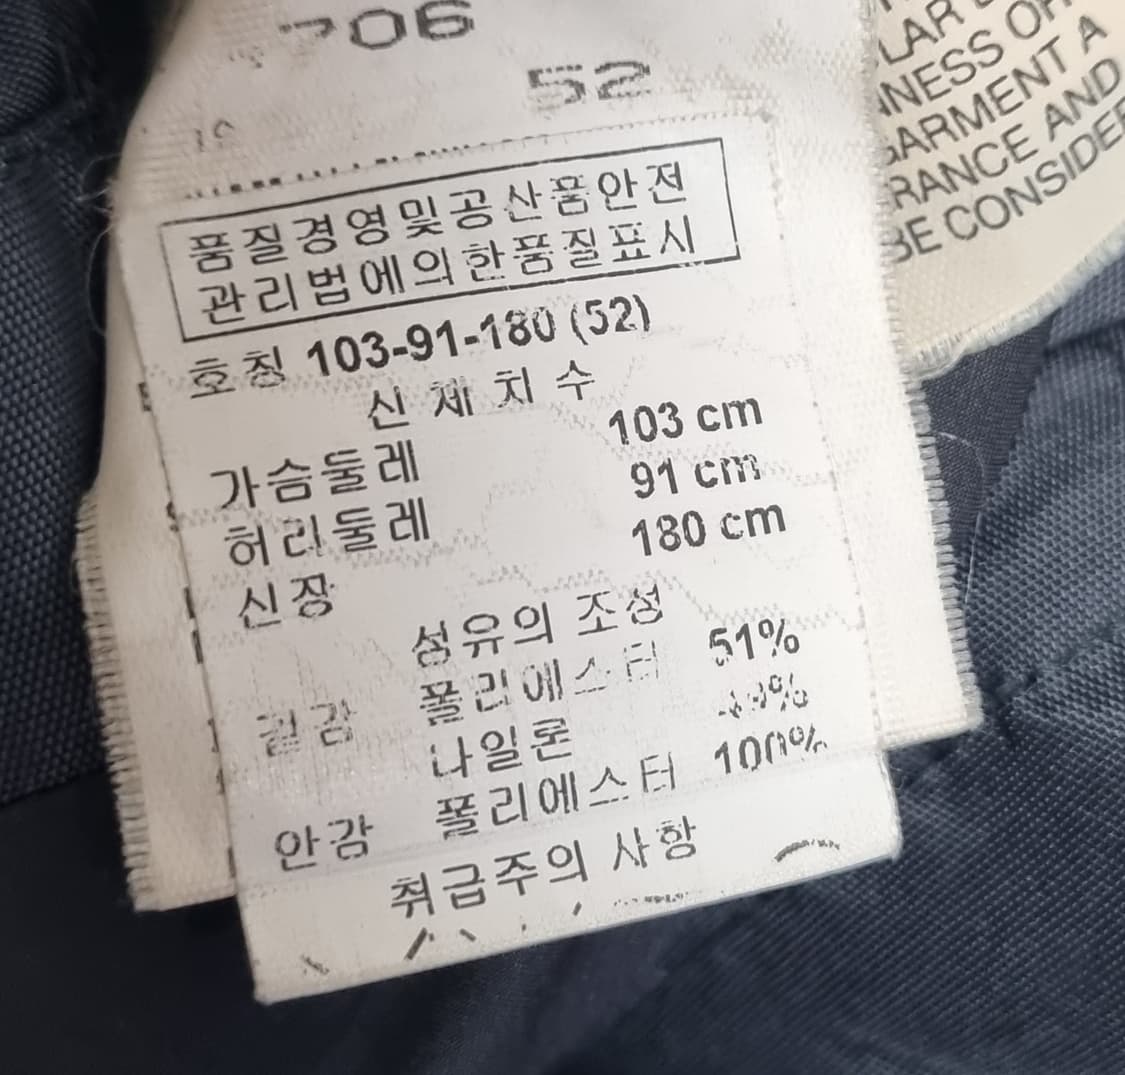 706
52
품질경영및공산품안전
관리법에의한품질표시
호칭 103-91-180 (52)
신체치수
가슴둘레 103 cm
허리둘레 91 cm
신장 180 cm
섬유의 조성
겉감 폴리에스터 51%
나일론
안감 폴리에스터 100%
취급주의 사항
LAR
NESS OF
GARMENT A
RANCE AND
BE CONSIDE